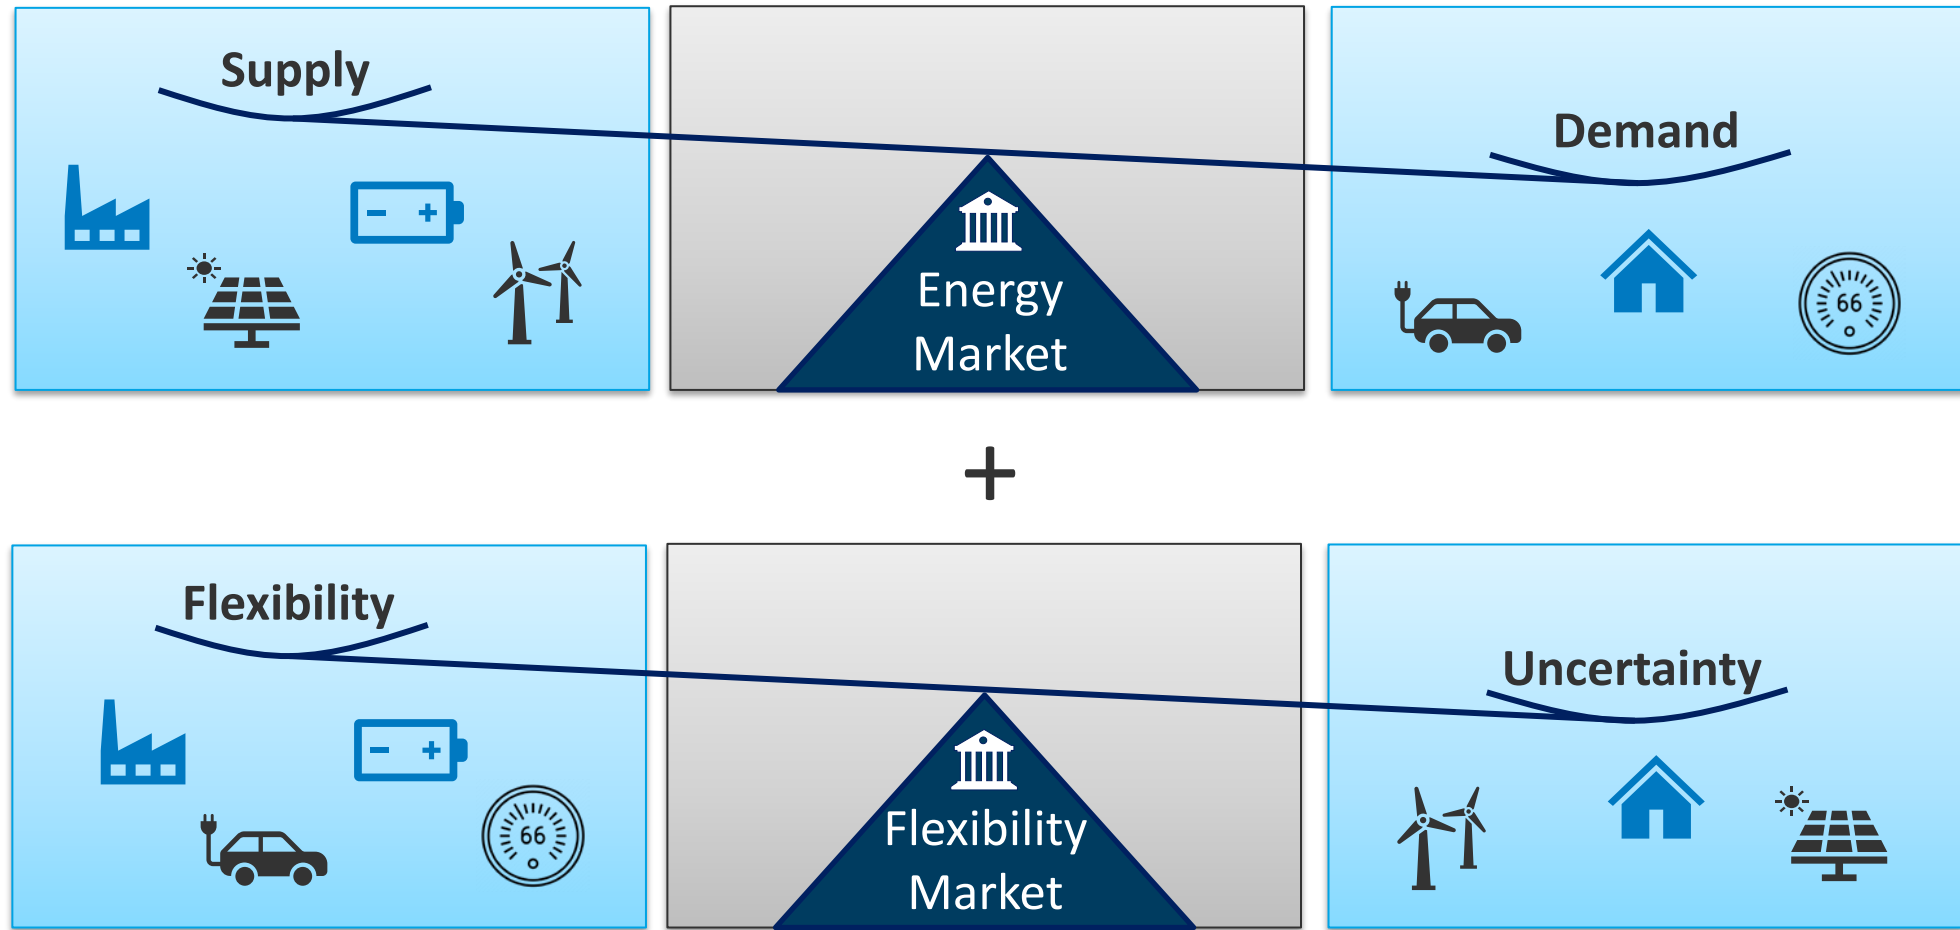 Supply
Demand
- +
66
Energy
Market
+
Flexibility
Uncertainty
- +
66
Flexibility
Market